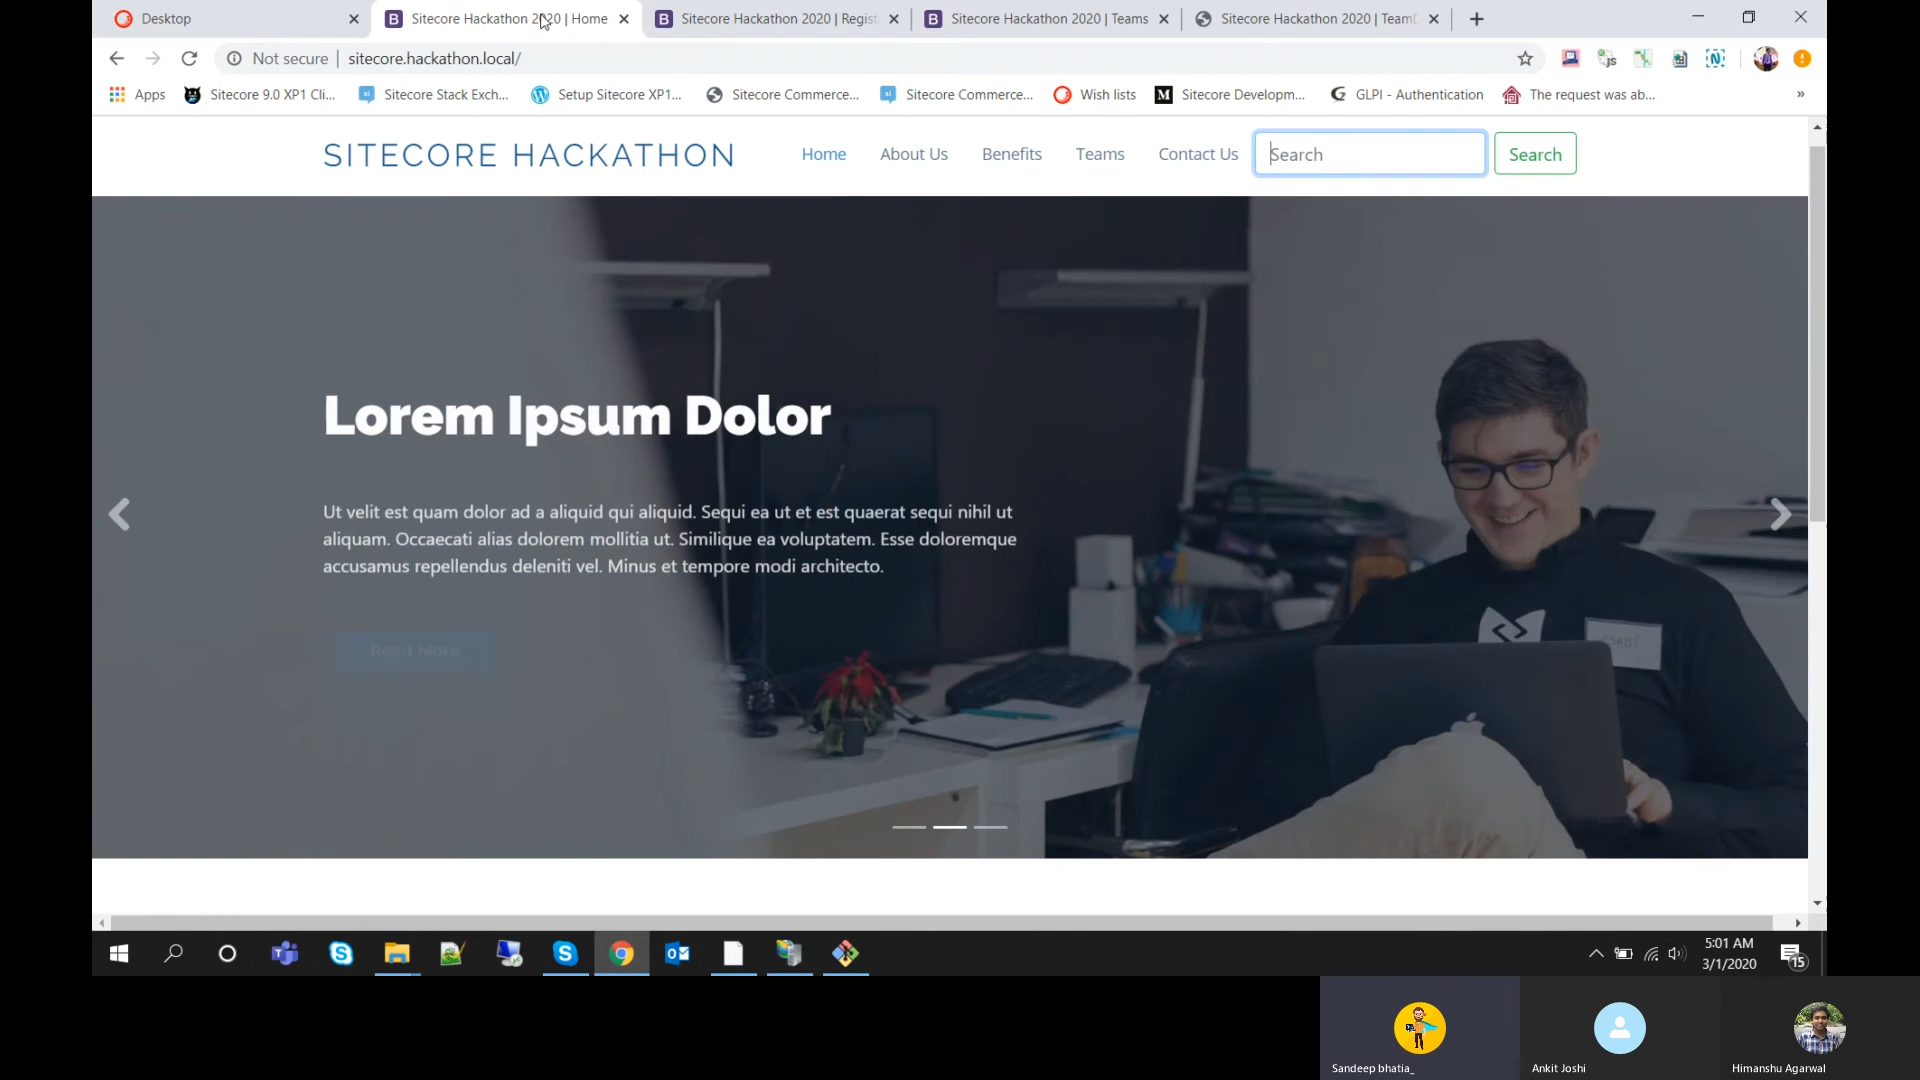 Desktop
Sitecore Hackathon 2020 | Home
Sitecore Hackathon 2020 | Regist
Sitecore Hackathon 2020 | Teams
Sitecore Hackathon 2020 | TeamD
Not secure | sitecore.hackathon.local/
Apps
Sitecore 9.0 XP1 Cli...
Sitecore Stack Exch...
Setup Sitecore XP1...
Sitecore Commerce...
Sitecore Commerce...
Wish lists
Sitecore Developm...
GLPI - Authentication
The request was ab...
»
SITECORE HACKATHON
Home
About Us
Benefits
Teams
Contact Us
Search
Search
Lorem Ipsum Dolor
Ut velit est quam dolor ad a aliquid qui aliquid. Sequi ea ut et est quaerat sequi nihil ut
aliquam. Occaecati alias dolorem mollitia ut. Similique ea voluptatem. Esse doloremque
accusamus repellendus deleniti vel. Minus et tempore modi architecto.
Read More
5:01 AM
3/1/2020
15
Sandeep bhatia_
Ankit Joshi
Himanshu Agarwal